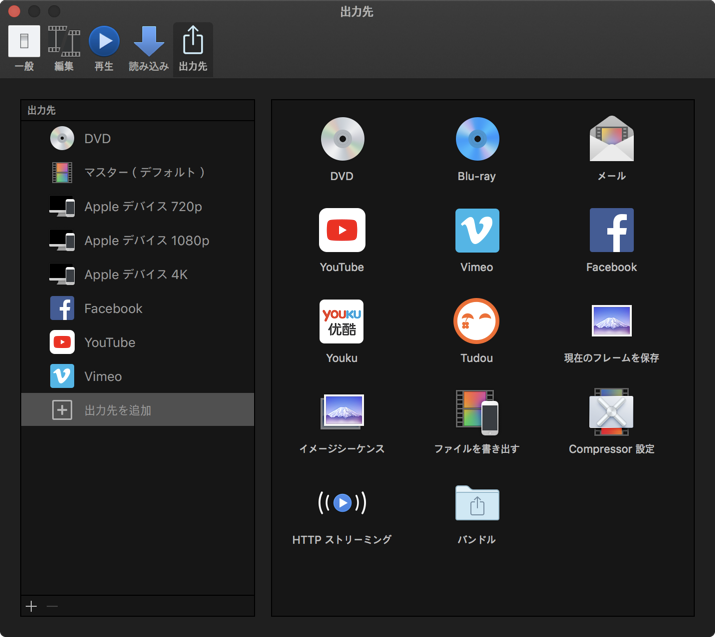 出力先
一般
編集
再生
読み込み
出力先
出力先
DVD
マスター（デフォルト）
Apple デバイス 720p
Apple デバイス 1080p
Apple デバイス 4K
Facebook
YouTube
Vimeo
出力先を追加
DVD
Blu-ray
メール
YouTube
Vimeo
Facebook
YOUKU
优酷
Youku
Tudou
現在のフレームを保存
イメージシーケンス
ファイルを書き出す
Compressor 設定
HTTP ストリーミング
バンドル